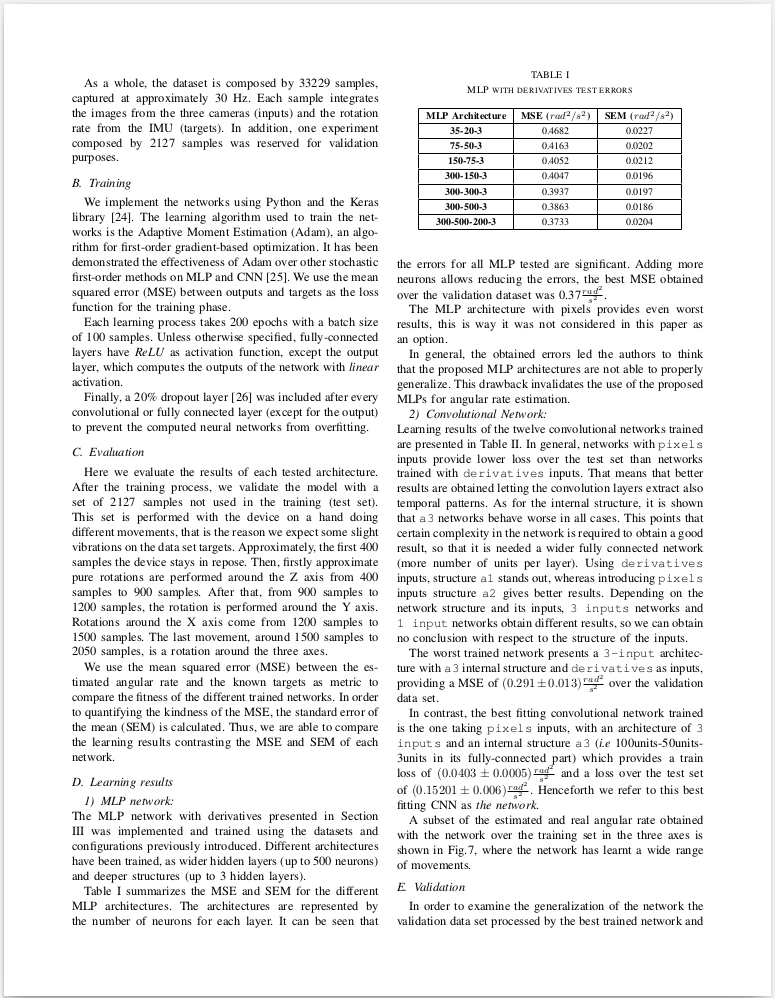 As a whole, the dataset is composed by 33229 samples,
captured at approximately 30 Hz. Each sample integrates
the images from the three cameras (inputs) and the rotation
rate from the IMU (targets). In addition, one experiment
composed by 2127 samples was reserved for validation
purposes.
B. Training
We implement the networks using Python and the Keras
library [24]. The learning algorithm used to train the net-
works is the Adaptive Moment Estimation (Adam), an algo-
rithm for first-order gradient-based optimization. It has been
demonstrated the effectiveness of Adam over other stochastic
first-order methods on MLP and CNN [25]. We use the mean
squared error (MSE) between outputs and targets as the loss
function for the training phase.
Each learning process takes 200 epochs with a batch size
of 100 samples. Unless otherwise specified, fully-connected
layers have ReLU as activation function, except the output
layer, which computes the outputs of the network with linear
activation.
Finally, a 20% dropout layer [26] was included after every
convolutional or fully connected layer (except for the output)
to prevent the computed neural networks from overfitting.
C. Evaluation
Here we evaluate the results of each tested architecture.
After the training process, we validate the model with a
set of 2127 samples not used in the training (test set).
This set is performed with the device on a hand doing
different movements, that is the reason we expect some slight
vibrations on the data set targets. Approximately, the first 400
samples the device stays in repose. Then, firstly approximate
pure rotations are performed around the Z axis from 400
samples to 900 samples. After that, from 900 samples to
1200 samples, the rotation is performed around the Y axis.
Rotations around the X axis come from 1200 samples to
1500 samples. The last movement, around 1500 samples to
2050 samples, is a rotation around the three axes.
We use the mean squared error (MSE) between the es-
timated angular rate and the known targets as metric to
compare the fitness of the different trained networks. In order
to quantifying the kindness of the MSE, the standard error of
the mean (SEM) is calculated. Thus, we are able to compare
the learning results contrasting the MSE and SEM of each
network.
D. Learning results
1) MLP network:
The MLP network with derivatives presented in Section
III was implemented and trained using the datasets and
configurations previously introduced. Different architectures
have been trained, as wider hidden layers (up to 500 neurons)
and deeper structures (up to 3 hidden layers).
Table I summarizes the MSE and SEM for the different
MLP architectures. The architectures are represented by
the number of neurons for each layer. It can be seen that
TABLE I
MLP WITH DERIVATIVES TEST ERRORS
MLP Architecture MSE (rad²/s²) SEM (rad²/s²)
35-20-3 0.4682 0.0227
75-50-3 0.4163 0.0202
150-75-3 0.4052 0.0212
300-150-3 0.4047 0.0196
300-300-3 0.3937 0.0197
300-500-3 0.3863 0.0186
300-500-200-3 0.3733 0.0204
the errors for all MLP tested are significant. Adding more
neurons allows reducing the errors, the best MSE obtained
over the validation dataset was 0.37 rad²/s².
The MLP architecture with pixels provides even worst
results, this is way it was not considered in this paper as
an option.
In general, the obtained errors led the authors to think
that the proposed MLP architectures are not able to properly
generalize. This drawback invalidates the use of the proposed
MLPs for angular rate estimation.
2) Convolutional Network:
Learning results of the twelve convolutional networks trained
are presented in Table II. In general, networks with pixels
inputs provide lower loss over the test set than networks
trained with derivatives inputs. That means that better
results are obtained letting the convolution layers extract also
temporal patterns. As for the internal structure, it is shown
that a3 networks behave worse in all cases. This points that
certain complexity in the network is required to obtain a good
result, so that it is needed a wider fully connected network
(more number of units per layer). Using derivatives
inputs, structure a1 stands out, whereas introducing pixels
inputs structure a2 gives better results. Depending on the
network structure and its inputs, 3 inputs networks and
1 input networks obtain different results, so we can obtain
no conclusion with respect to the structure of the inputs.
The worst trained network presents a 3-input architec-
ture with a3 internal structure and derivatives as inputs,
providing a MSE of (0.291±0.013) rad²/s² over the validation
data set.
In contrast, the best fitting convolutional network trained
is the one taking pixels inputs, with an architecture of 3
inputs and an internal structure a3 (i.e 100units-50units-
3units in its fully-connected part) which provides a train
loss of (0.0403 ± 0.0005) rad²/s² and a loss over the test set
of (0.15201 ± 0.006) rad²/s². Henceforth we refer to this best
fitting CNN as the network.
A subset of the estimated and real angular rate obtained
with the network over the training set in the three axes is
shown in Fig.7, where the network has learnt a wide range
of movements.
E. Validation
In order to examine the generalization of the network the
validation data set processed by the best trained network and